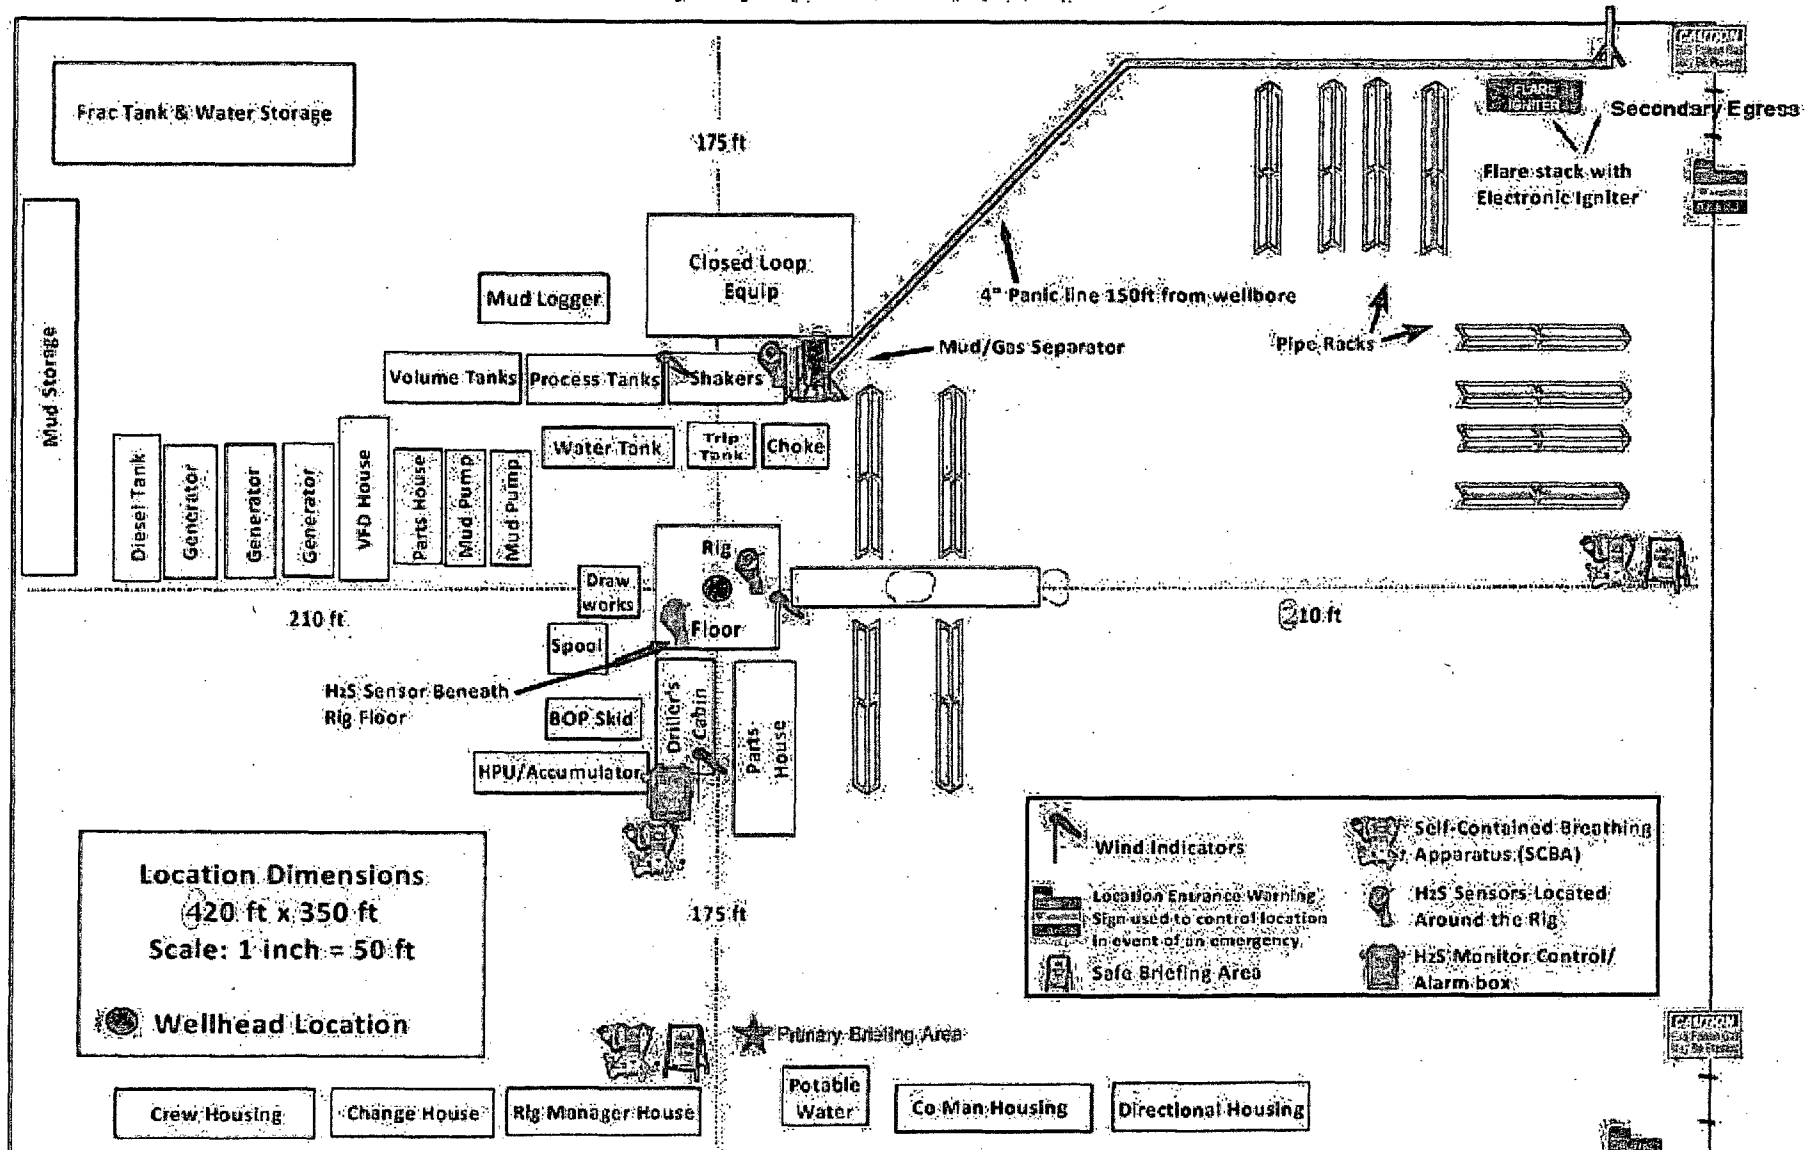 CAUTION
Frac Tank & Water Storage
FLARE
IGNITER
Secondary Egress
175 ft
Flare stack with
Electronic Igniter
Closed Loop
Equip
Mud Logger
4" Panic line 150ft from wellbore
Mud/Gas Separator
Pipe Racks
Mud Storage
Volume Tanks
Process Tanks
Shakers
Water Tank
Trip
Tank
Choke
Diesel Tank
Generator
Generator
Generator
VFD House
Parts House
Mud Pump
Mud Pump
Rig
Floor
Draw
works
210 ft
210 ft
Spool
H2S Sensor Beneath
Rig Floor
Driller's
Cabin
Parts
House
BOP Skid
HPU/Accumulator
Location Dimensions
420 ft x 350 ft
Scale: 1 inch = 50 ft
Wellhead Location
175 ft
Wind Indicators
Location Entrance Warning
Sign used to control location
in event of an emergency.
Safe Briefing Area
Self-Contained Breathing
Apparatus (SCBA)
H2S Sensors Located
Around the Rig
H2S Monitor Control/
Alarm box
CAUTION
Primary Briefing Area
Crew Housing
Change House
Rig Manager House
Potable
Water
Co Man Housing
Directional Housing